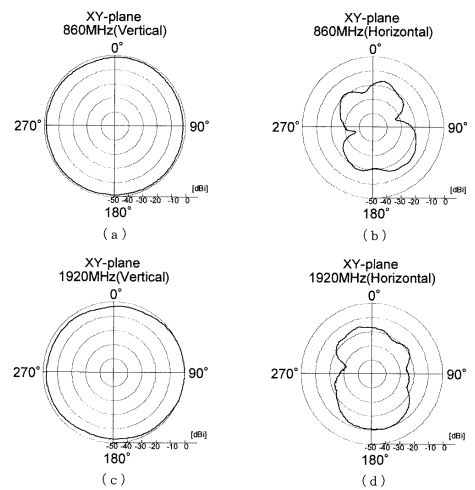 XY-plane
860MHz(Vertical)
0°
270°
90°
[dBi]
-50 -40 -30 -20 -10 0
180°
(a)
XY-plane
860MHz(Horizontal)
0°
270°
90°
[dBi]
-50 -40 -30 -20 -10 0
180°
(b)
XY-plane
1920MHz(Vertical)
0°
270°
90°
[dBi]
-50 -40 -30 -20 -10 0
180°
(c)
XY-plane
1920MHz(Horizontal)
0°
270°
90°
[dBi]
-50 -40 -30 -20 -10 0
180°
(d)